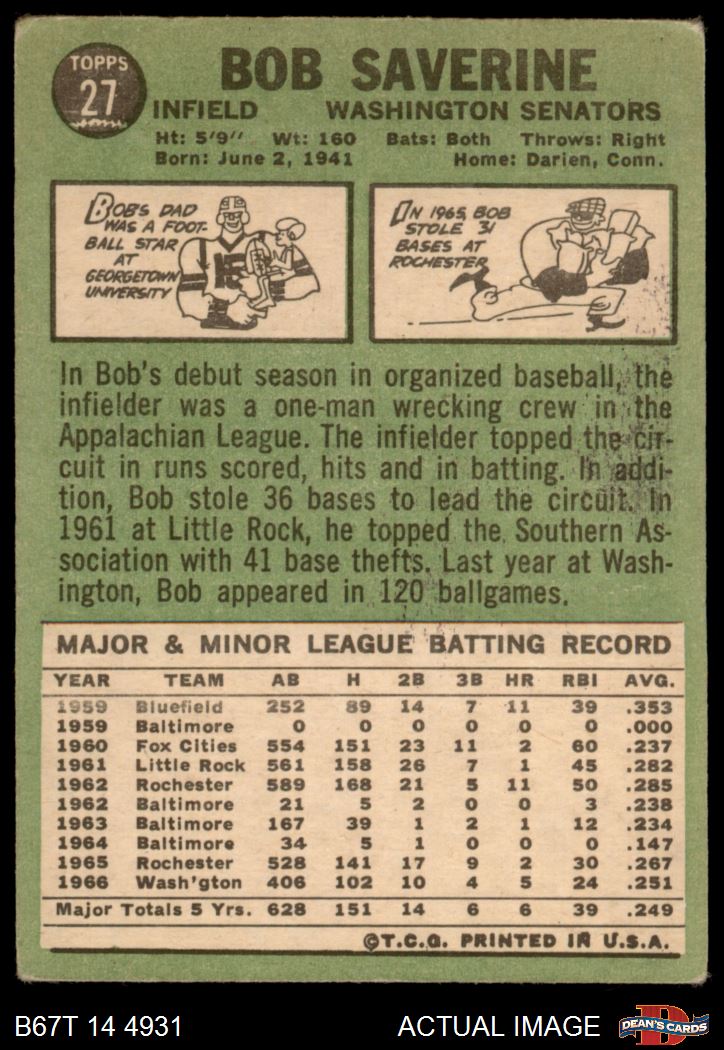 TOPPS
27
BOB SAVERINE
INFIELD WASHINGTON SENATORS
Ht: 5'9" Wt: 160 Bats: Both Throws: Right
Born: June 2, 1941 Home: Darien, Conn.
BOB'S DAD
WAS A FOOT-
BALL STAR
AT
GEORGETOWN
UNIVERSITY
15
IN 1965, BOB
STOLE 31
BASES AT
ROCHESTER
In Bob's debut season in organized baseball, the
infielder was a one-man wrecking crew in the
Appalachian League. The infielder topped the cir-
cuit in runs scored, hits and in batting. In addi-
tion, Bob stole 36 bases to lead the circuit. In
1961 at Little Rock, he topped the Southern As-
sociation with 41 base thefts. Last year at Wash-
ington, Bob appeared in 120 ballgames.
MAJOR & MINOR LEAGUE BATTING RECORD
YEAR TEAM AB H 2B 3B HR RBI AVG.
1959 Bluefield 252 89 14 7 11 39 .353
1959 Baltimore 0 0 0 0 0 0 .000
1960 Fox Cities 554 151 23 11 2 60 .237
1961 Little Rock 561 158 26 7 1 45 .282
1962 Rochester 589 168 21 5 11 50 .285
1962 Baltimore 21 5 2 0 0 3 .238
1963 Baltimore 167 39 1 2 1 12 .234
1964 Baltimore 34 5 1 0 0 0 .147
1965 Rochester 528 141 17 9 2 30 .267
1966 Wash'gton 406 102 10 4 5 24 .251
Major Totals 5 Yrs. 628 151 14 6 6 39 .249
©T.C.G. PRINTED IN U.S.A.
B67T 14 4931 ACTUAL IMAGE
D
DEAN'S CARDS